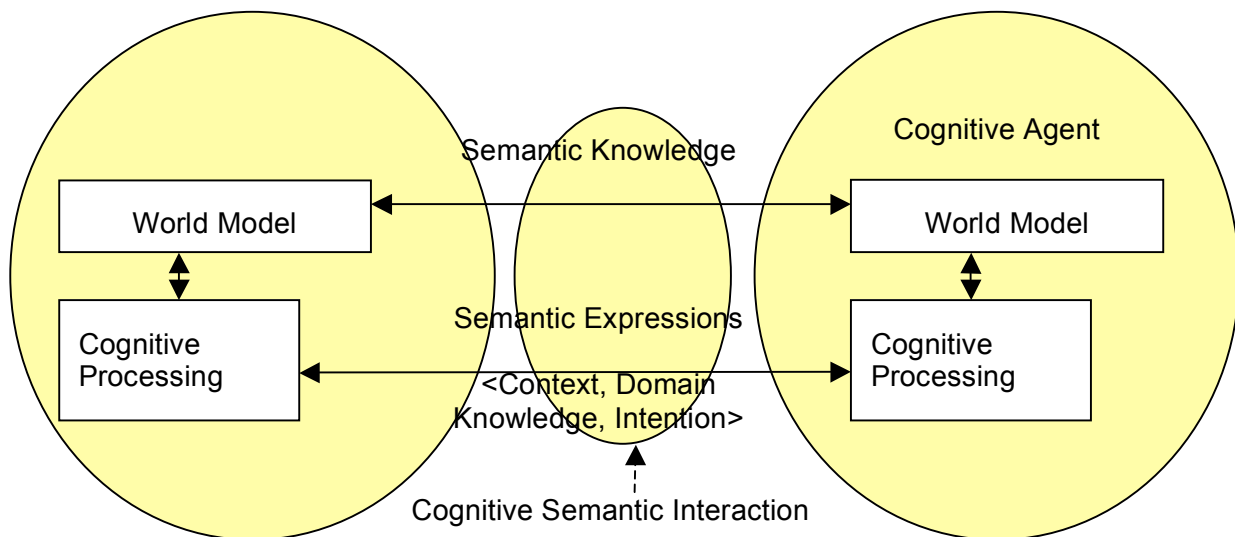 Cognitive Agent
Semantic Knowledge
World Model
World Model
Semantic Expressions
Cognitive
Processing
Cognitive
Processing
<Context, Domain
Knowledge, Intention>
Cognitive Semantic Interaction